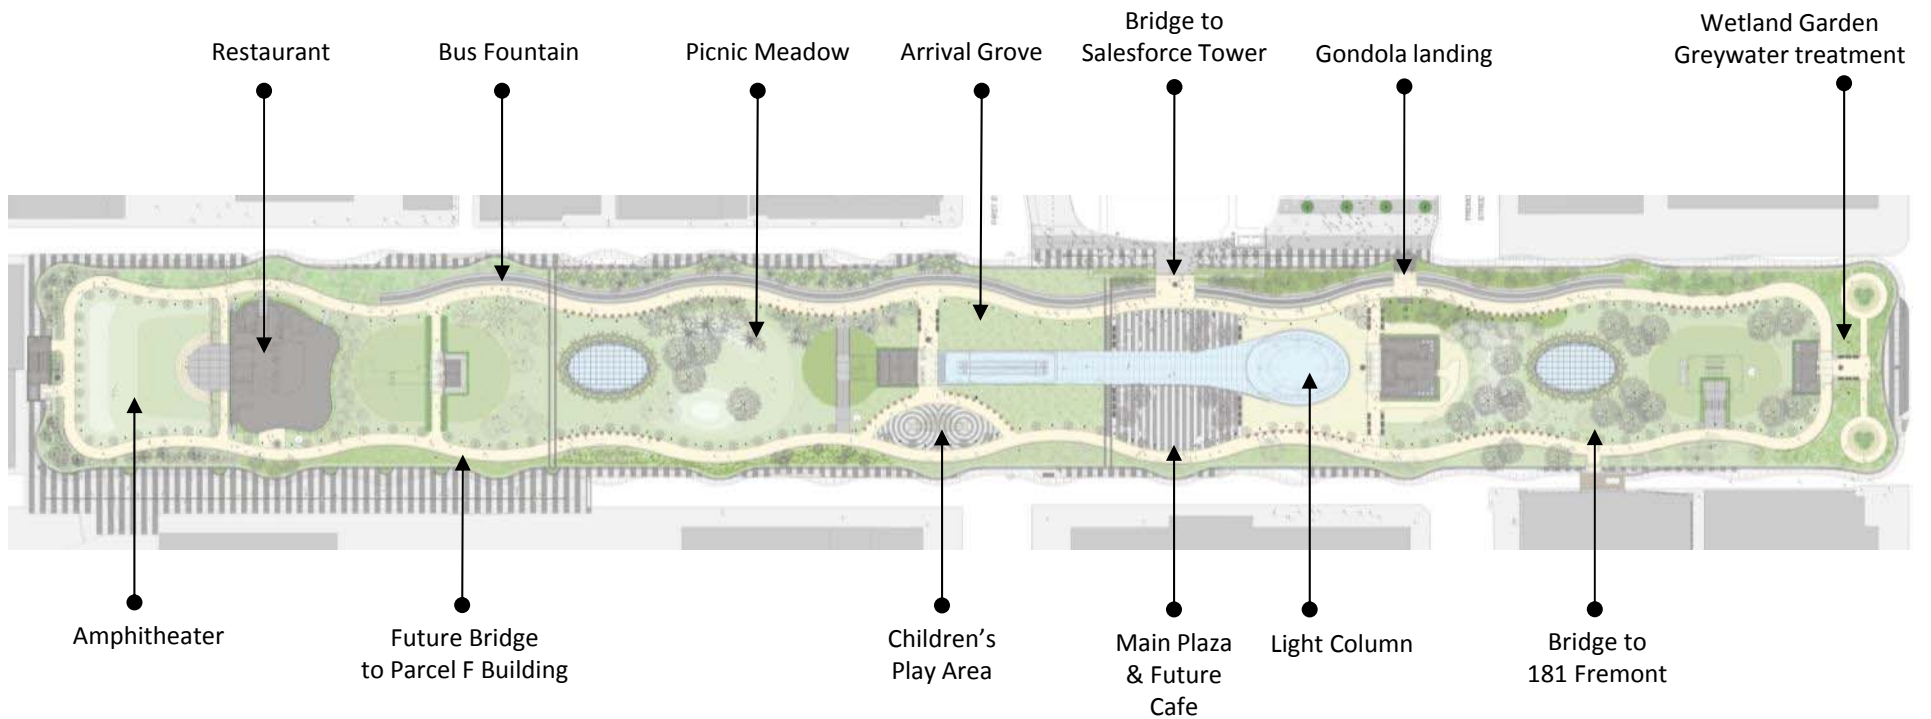 Restaurant
Bus Fountain
Picnic Meadow
Arrival Grove
Bridge to
Salesforce Tower
Gondola landing
Wetland Garden
Greywater treatment
Amphitheater
Future Bridge
to Parcel F Building
Children’s
Play Area
Main Plaza
& Future
Cafe
Light Column
Bridge to
181 Fremont